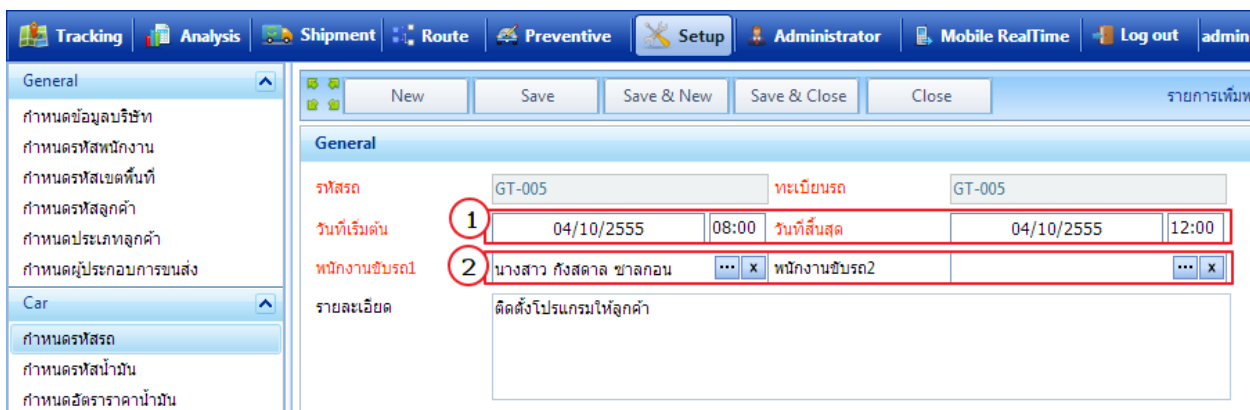 Tracking Analysis Shipment Route Preventive Setup Administrator Mobile RealTime Log out admin
General
กำหนดข้อมูลบริษัท
กำหนดรหัสพนักงาน
กำหนดรหัสเขตพื้นที่
กำหนดรหัสลูกค้า
กำหนดประเภทลูกค้า
กำหนดผู้ประกอบการขนส่ง
Car
กำหนดรหัสรถ
กำหนดรหัสน้ำมัน
กำหนดอัตราราคาน้ำมัน
New Save Save & New Save & Close Close รายการเพิ่มพ
General
รหัสรถ GT-005 ทะเบียนรถ GT-005
1 วันที่เริ่มต้น 04/10/2555 08:00 วันที่สิ้นสุด 04/10/2555 12:00
2 พนักงานขับรถ1 นางสาว กังสดาล ชาลกอน ... x พนักงานขับรถ2 ... x
รายละเอียด ติดตั้งโปรแกรมให้ลูกค้า